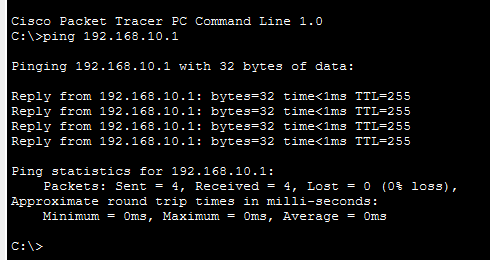 Cisco Packet Tracer PC Command Line 1.0
C:\>ping 192.168.10.1
Pinging 192.168.10.1 with 32 bytes of data:
Reply from 192.168.10.1: bytes=32 time<1ms TTL=255
Reply from 192.168.10.1: bytes=32 time<1ms TTL=255
Reply from 192.168.10.1: bytes=32 time<1ms TTL=255
Reply from 192.168.10.1: bytes=32 time<1ms TTL=255
Ping statistics for 192.168.10.1:
Packets: Sent = 4, Received = 4, Lost = 0 (0% loss),
Approximate round trip times in milli-seconds:
Minimum = 0ms, Maximum = 0ms, Average = 0ms
C:\>